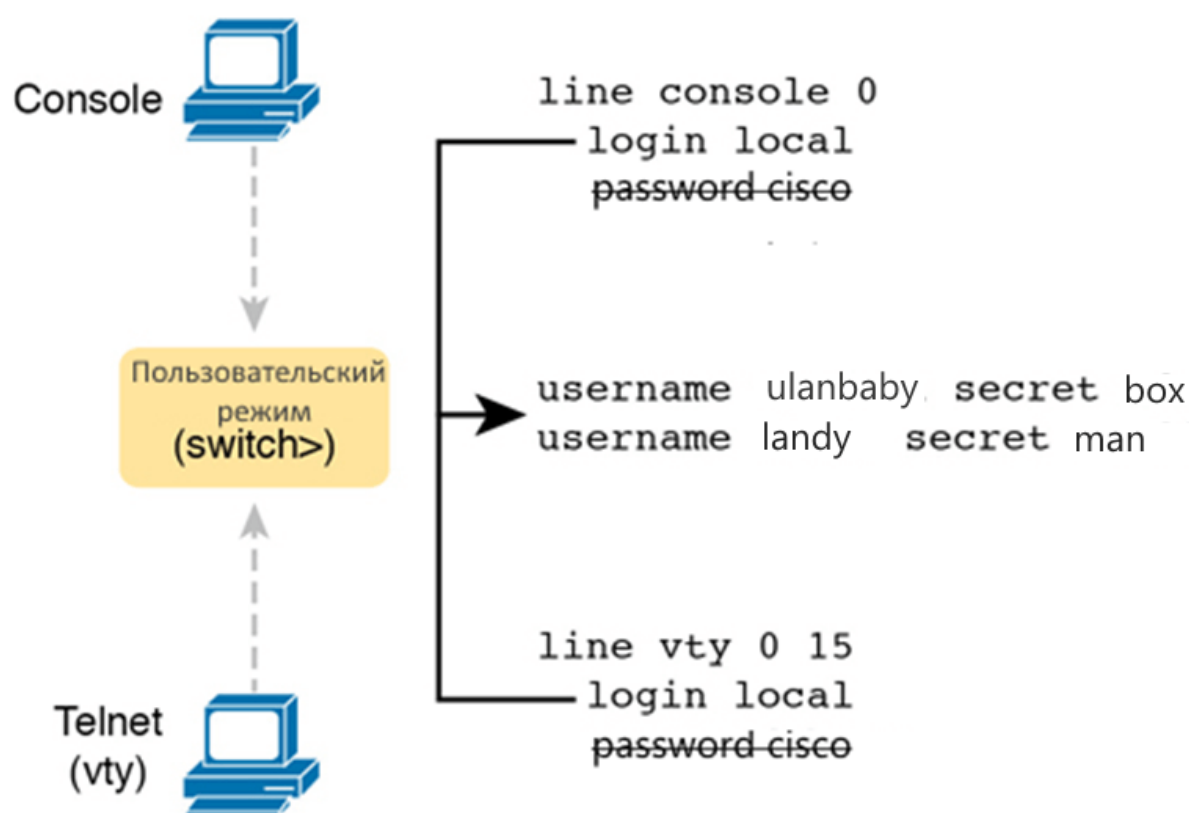 Console
line console 0
login local
password cisco
Пользовательский
режим
(switch>)
username ulanbaby secret box
username landy secret man
line vty 0 15
login local
password cisco
Telnet
(vty)